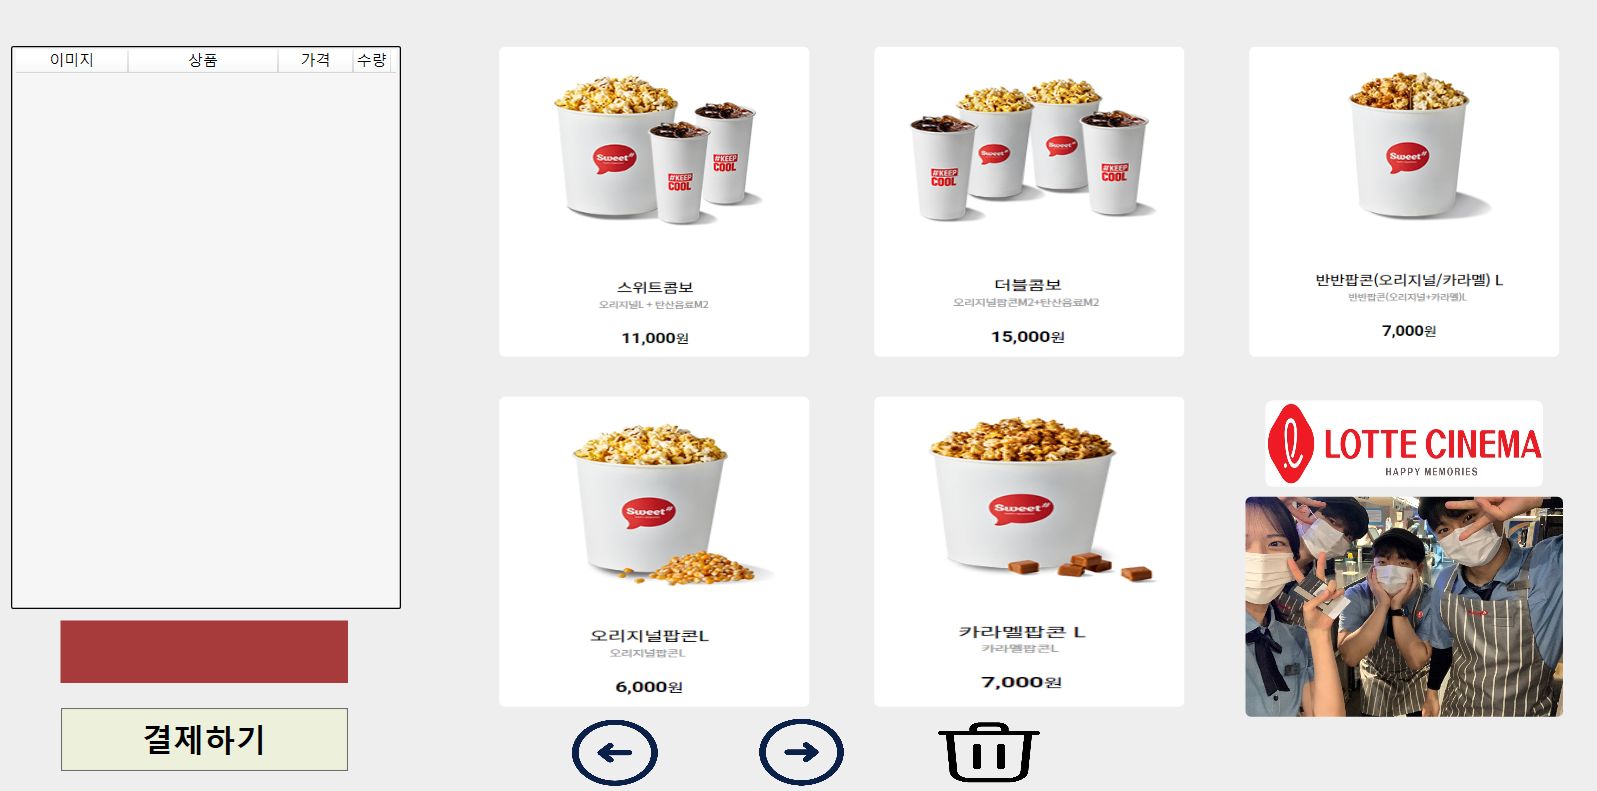 이미지 상품 가격 수량
Sweet"
#KEEP
COOL
#KEEP
COOL
스위트콤보
오리지널L + 탄산음료M2
11,000원
Sweet"
Sweet"
#KEEP
COOL
#KEEP
COOL
더블콤보
오리지널팝콘M2+탄산음료M2
15,000원
Sweet"
반반팝콘(오리지널/카라멜) L
반반팝콘(오리지널+카라멜)L
7,000원
Sweet"
오리지널팝콘L
오리지널팝콘L
6,000원
Sweet"
카라멜팝콘 L
카라멜팝콘L
7,000원
LOTTE CINEMA
HAPPY MEMORIES
결제하기